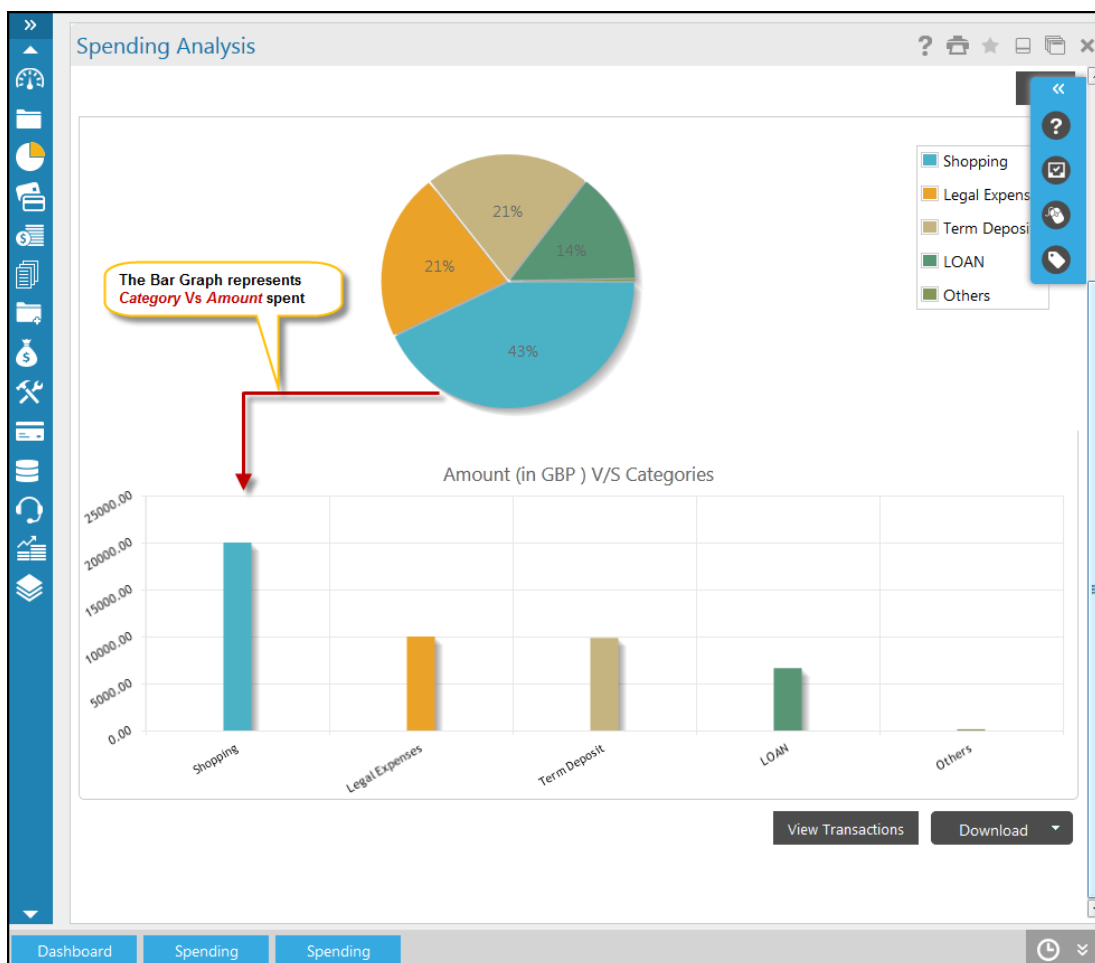 Spending Analysis
Shopping
Legal Expens
Term Deposi
LOAN
Others
21%
14%
21%
43%
The Bar Graph represents
Category Vs Amount spent
Amount (in GBP ) V/S Categories
25000.00
20000.00
15000.00
10000.00
5000.00
0.00
Shopping
Legal Expenses
Term Deposit
LOAN
Others
View Transactions
Download
Dashboard
Spending
Spending